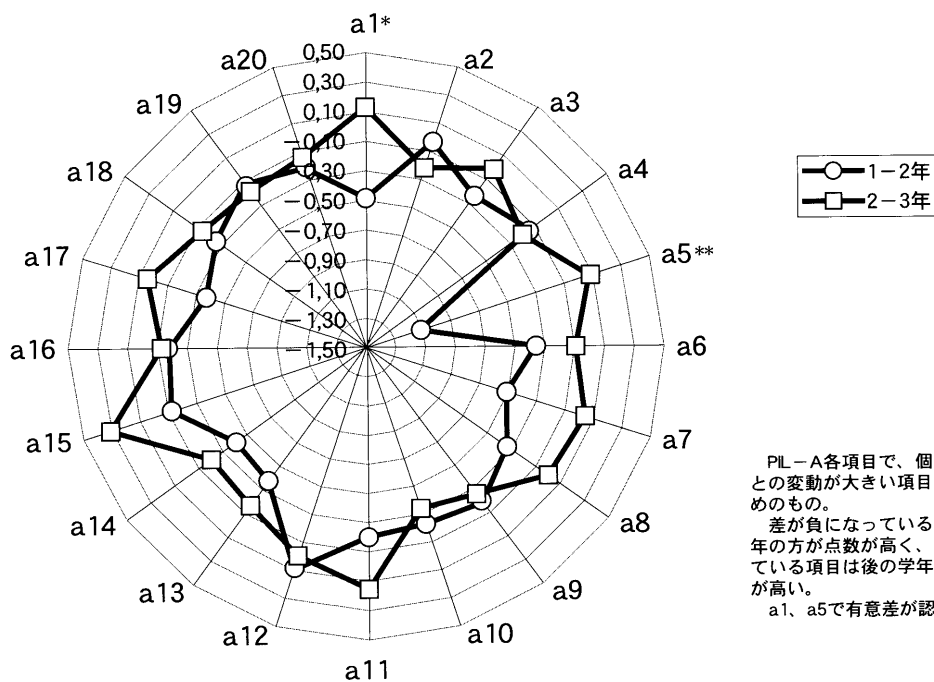 a1*
a2
a3
a4
a5**
a6
a7
a8
a9
a10
a11
a12
a13
a14
a15
a16
a17
a18
a19
a20
0,50
0,30
0,10
−0,10
−0,30
−0,50
−0,70
−0,90
−1,10
−1,30
−1,50
1−2年
2−3年
PIL−A各項目で、個
との変動が大きい項目
めのもの。
差が負になっている
年の方が点数が高く、
ている項目は後の学年
が高い。
a1、a5で有意差が認